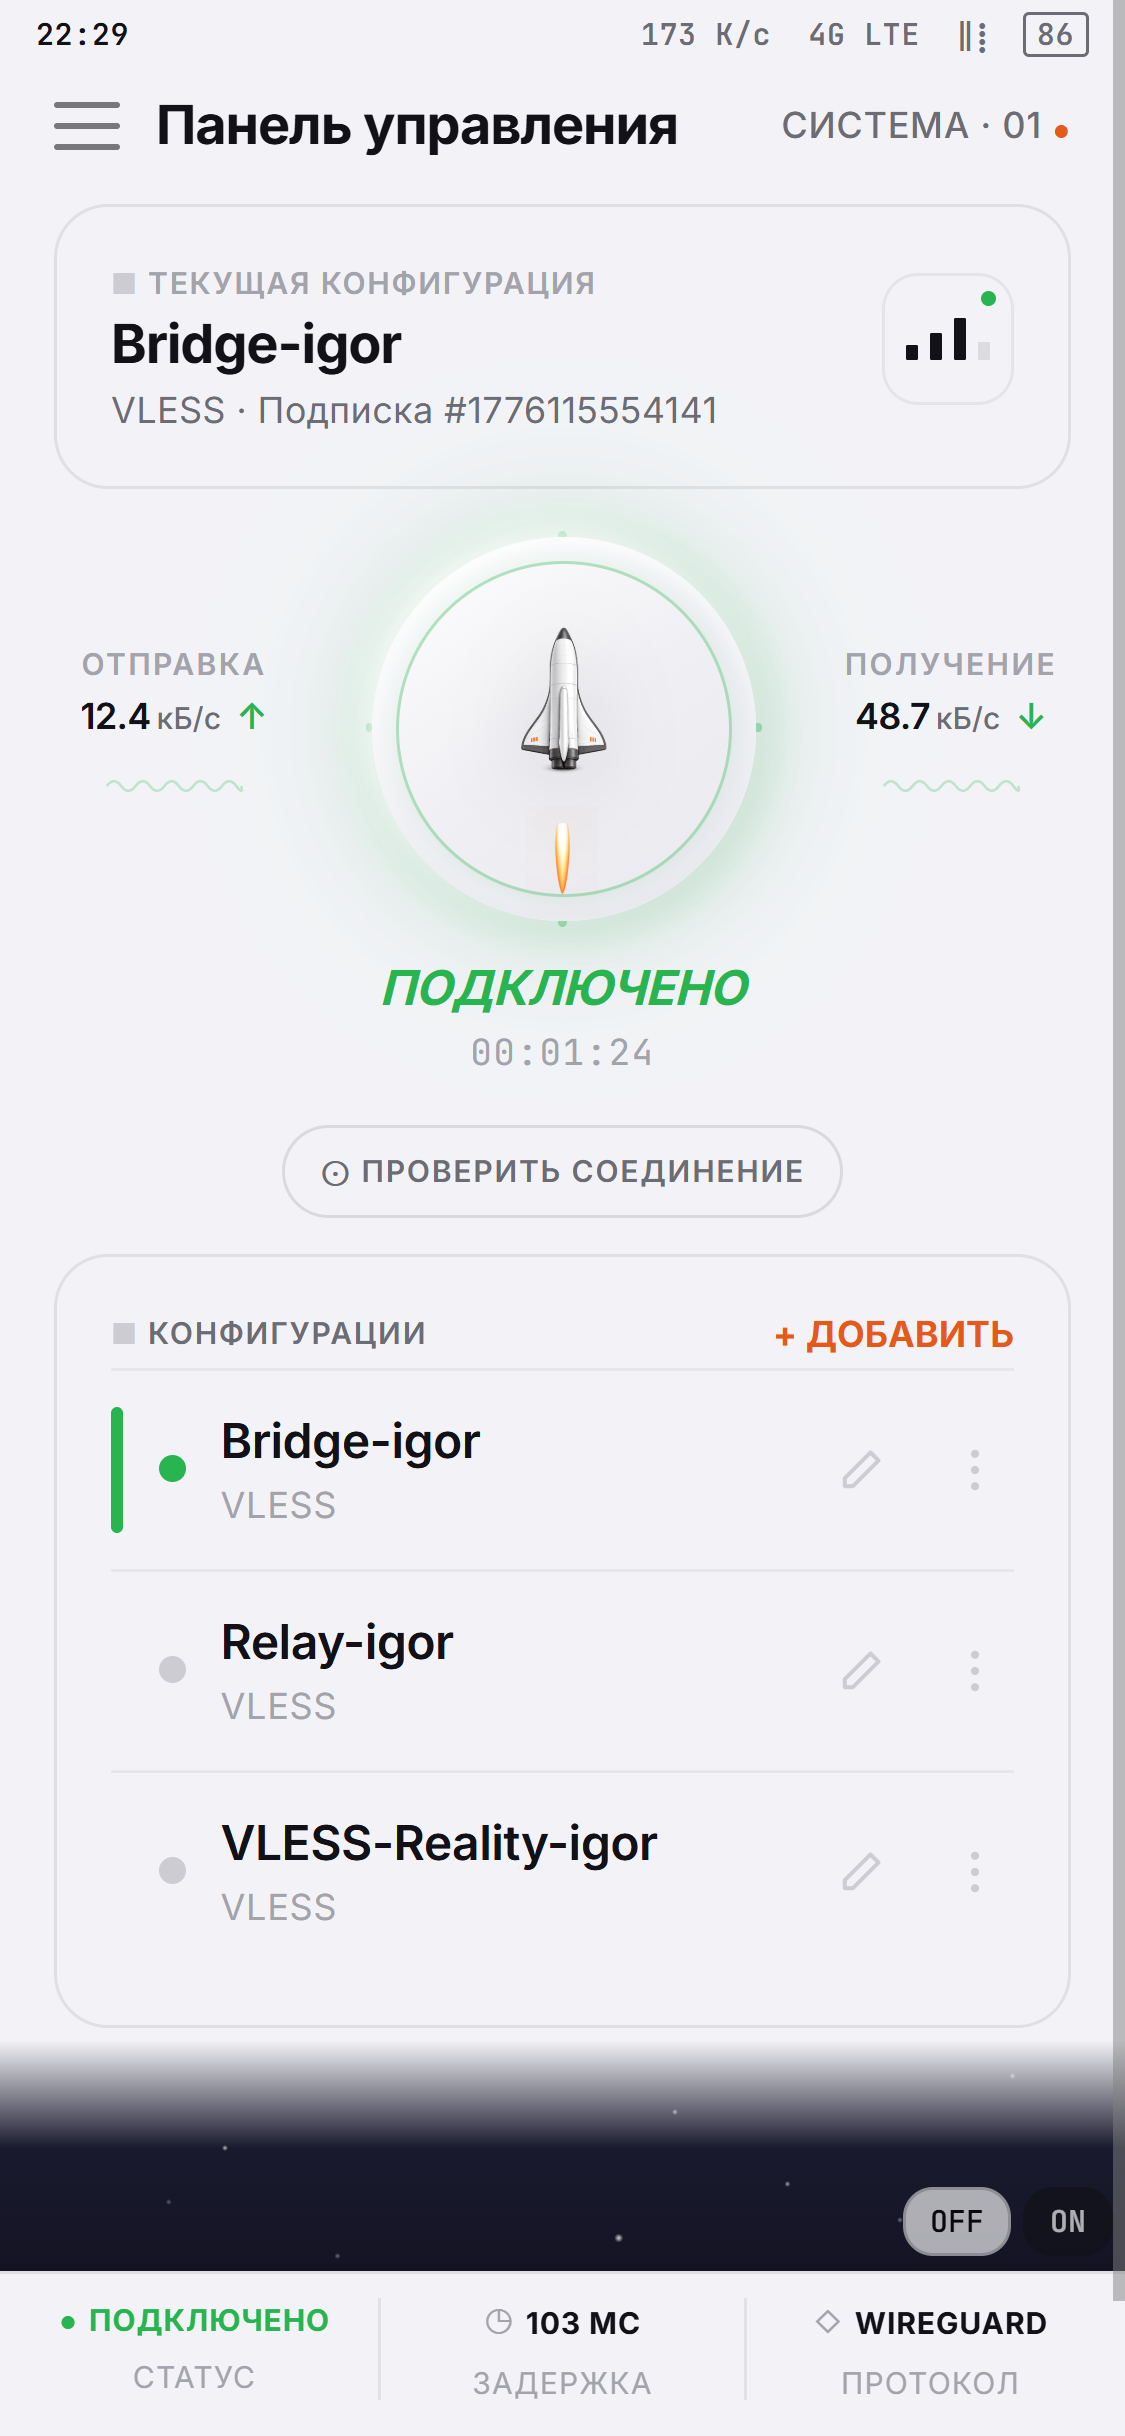 22:29 173 К/с 4G LTE 86
Панель управления СИСТЕМА · 01
ТЕКУЩАЯ КОНФИГУРАЦИЯ
Bridge-igor
VLESS · Подписка #1776115554141
ОТПРАВКА ПОЛУЧЕНИЕ
12.4 кБ/с ↑ 48.7 кБ/с ↓
ПОДКЛЮЧЕНО
00:01:24
ПРОВЕРИТЬ СОЕДИНЕНИЕ
КОНФИГУРАЦИИ + ДОБАВИТЬ
Bridge-igor
VLESS
Relay-igor
VLESS
VLESS-Reality-igor
VLESS
OFF ON
ПОДКЛЮЧЕНО 103 МС WIREGUARD
СТАТУС ЗАДЕРЖКА ПРОТОКОЛ